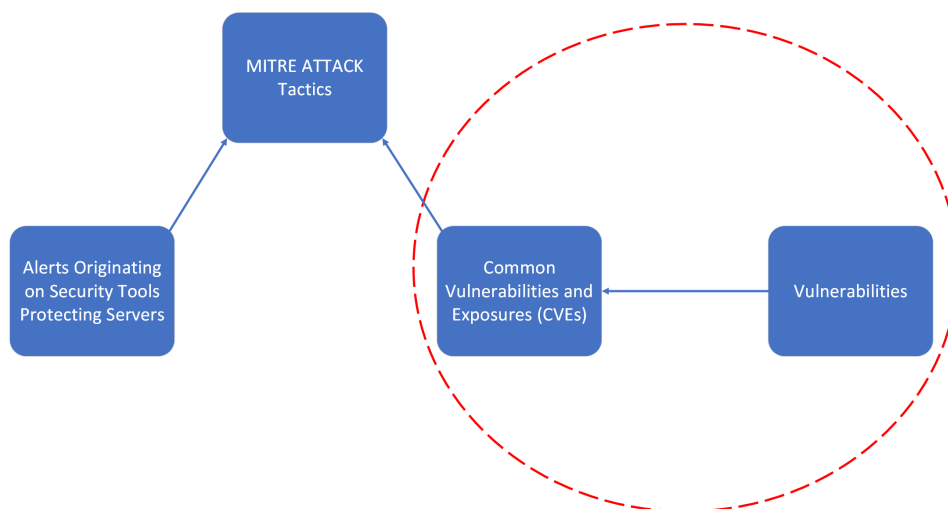 MITRE ATTACK
Tactics
Alerts Originating
on Security Tools
Protecting Servers
Common
Vulnerabilities and
Exposures (CVEs)
Vulnerabilities